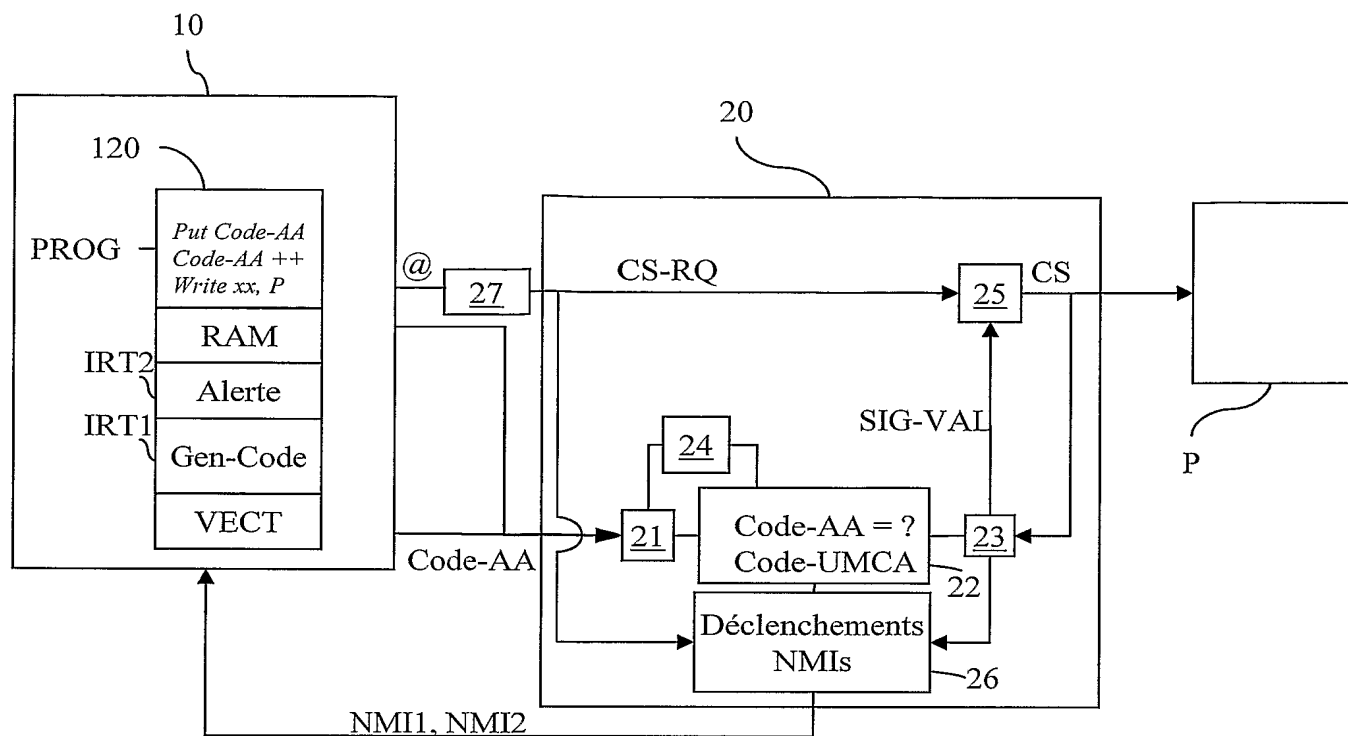 10
20
120
Put Code-AA
Code-AA ++
Write xx, P
PROG
@
27
CS-RQ
25
CS
RAM
IRT2
Alerte
SIG-VAL
P
IRT1
Gen-Code
24
VECT
Code-AA
21
Code-AA = ?
Code-UMCA
22
23
Déclenchements
NMIs
26
NMI1, NMI2